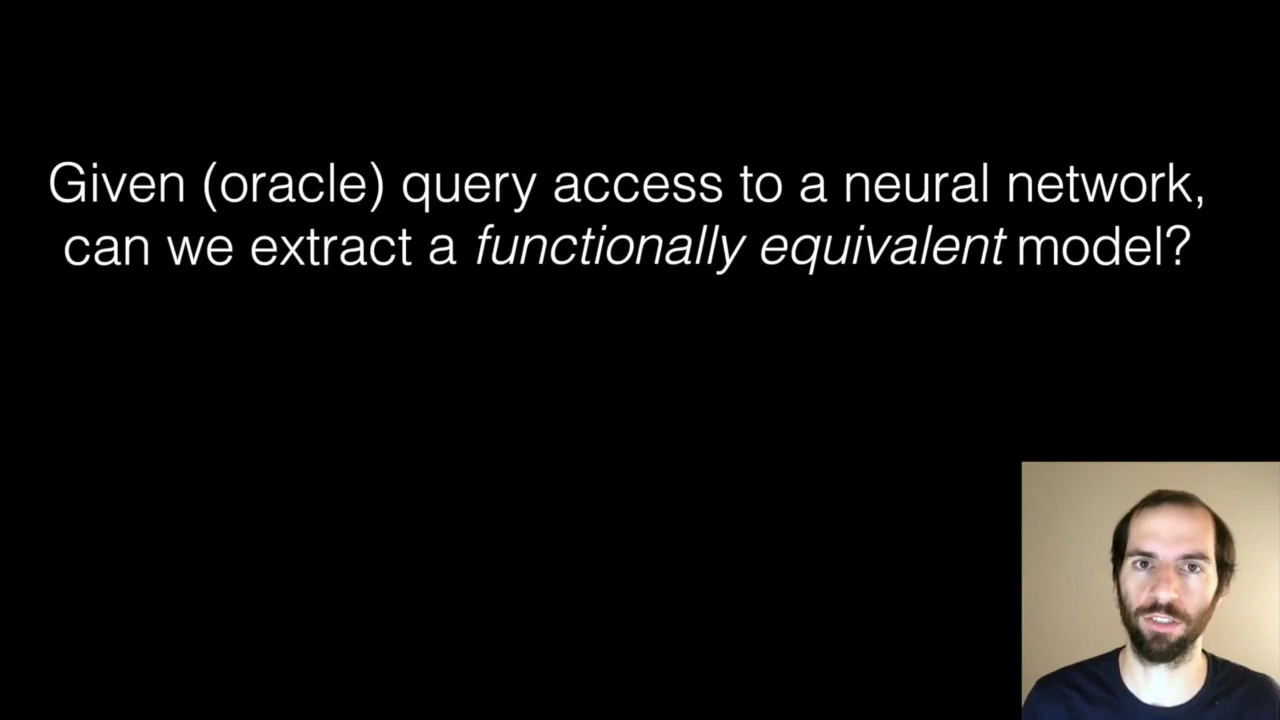 Given (oracle) query access to a neural network,
can we extract a functionally equivalent model?